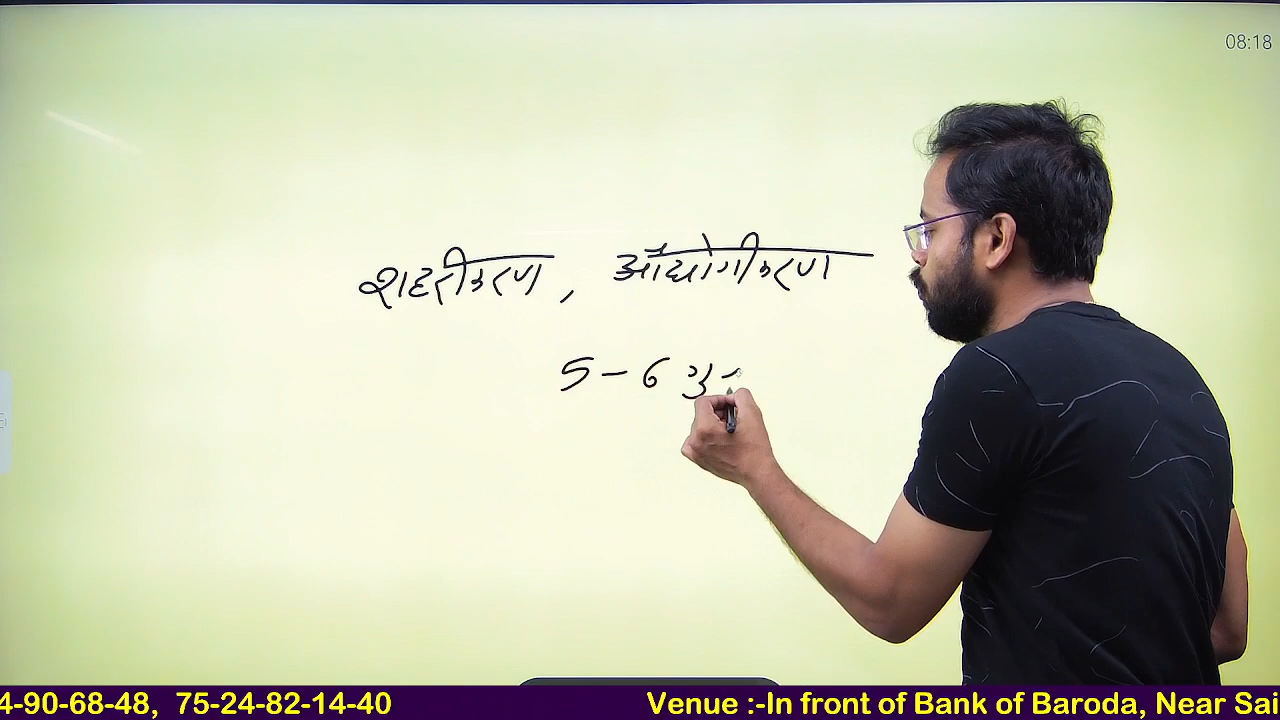 08:18
शहरीकरण, औद्योगीकरण
5-6 गु
4-90-68-48, 75-24-82-14-40 Venue :-In front of Bank of Baroda, Near Sai